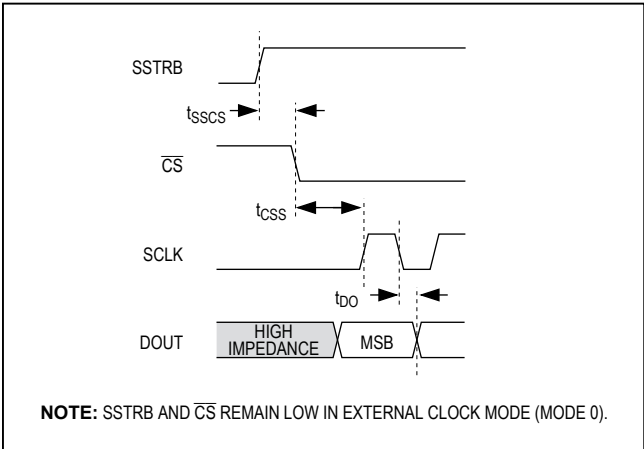 SSTRB
tSSCS
CS
tCSS
SCLK
tDO
DOUT
HIGH
IMPEDANCE
MSB
NOTE: SSTRB AND CS REMAIN LOW IN EXTERNAL CLOCK MODE (MODE 0).